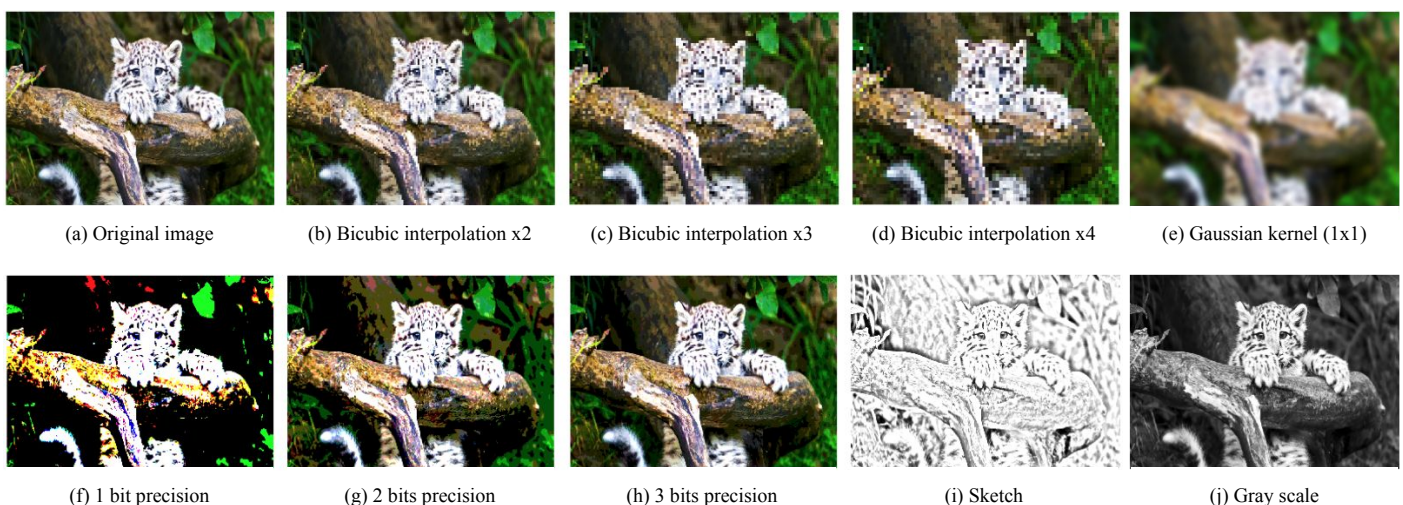 (a) Original image
(b) Bicubic interpolation x2
(c) Bicubic interpolation x3
(d) Bicubic interpolation x4
(e) Gaussian kernel (1x1)
(f) 1 bit precision
(g) 2 bits precision
(h) 3 bits precision
(i) Sketch
(j) Gray scale